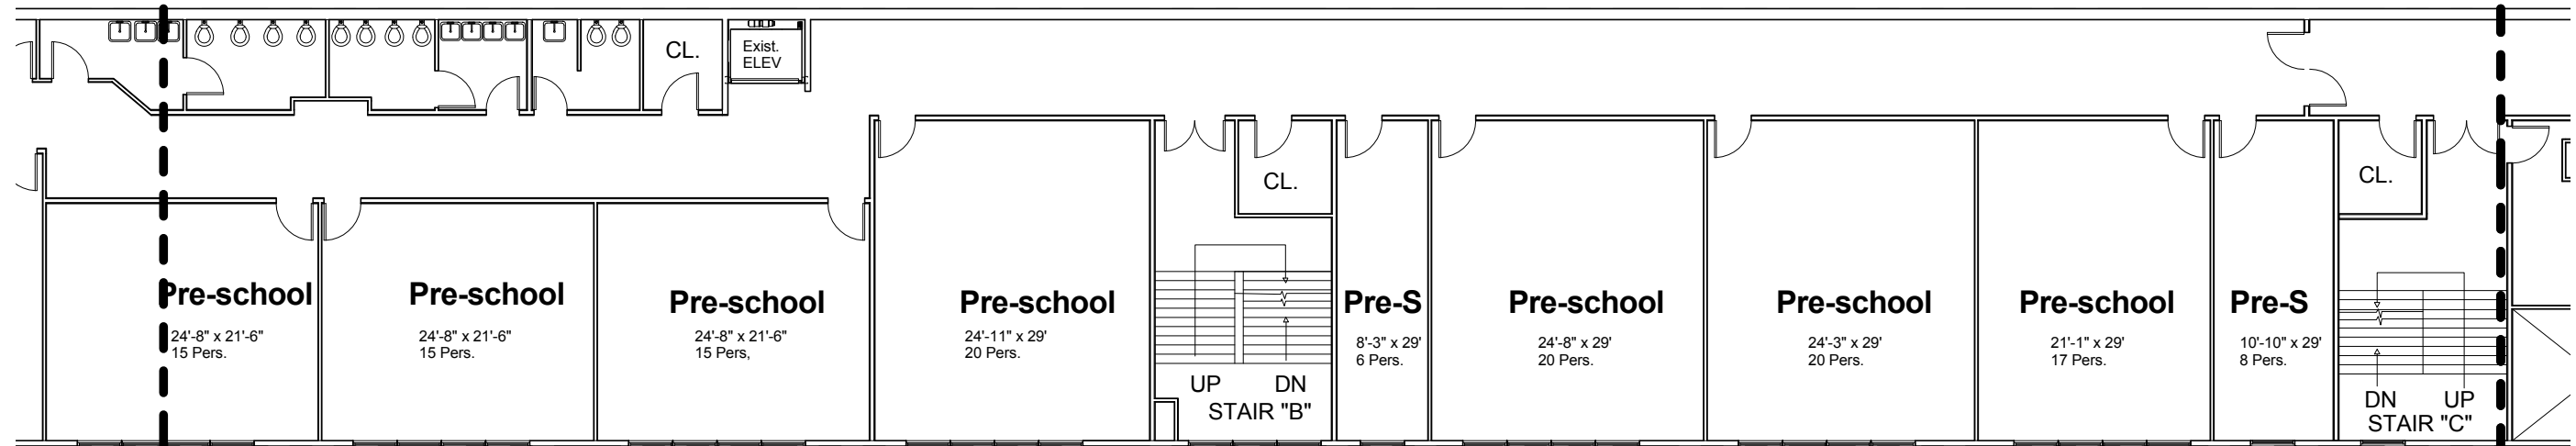 CL.
Exist.
ELEV
CL.
CL.
Pre-school
24'-8" x 21'-6"
15 Pers.
Pre-school
24'-8" x 21'-6"
15 Pers.
Pre-school
24'-8" x 21'-6"
15 Pers,
Pre-school
24'-11" x 29'
20 Pers.
UP DN
STAIR "B"
Pre-S
8'-3" x 29'
6 Pers.
Pre-school
24'-8" x 29'
20 Pers.
Pre-school
24'-3" x 29'
20 Pers.
Pre-school
21'-1" x 29'
17 Pers.
Pre-S
10'-10" x 29'
8 Pers.
DN UP
STAIR "C"